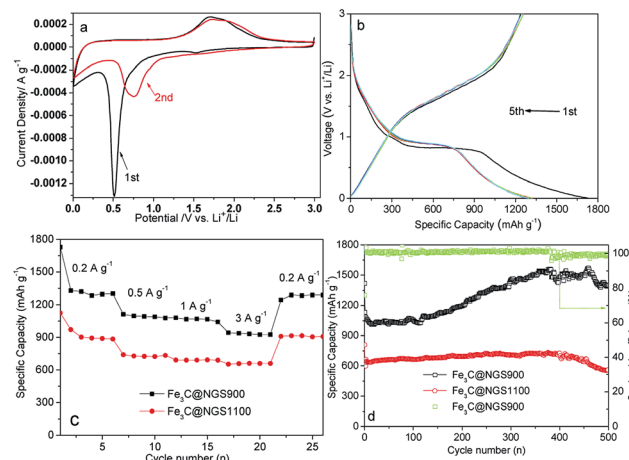 a
0.0002
0.0000
-0.0002
-0.0004
-0.0006
-0.0008
-0.0010
-0.0012
Current Density/ A g⁻¹
2nd
1st
0.0 0.5 1.0 1.5 2.0 2.5 3.0
Potential /V vs. Li⁺/Li
b
3
2
1
0
Voltage (V vs. Li⁺/Li)
5th 1st
0 300 600 900 1200 1500 1800
Specific Capacity (mAh g⁻¹)
1800
1500
1200
900
600
300
0
Specific Capacity (mAh g⁻¹)
0.2 A g⁻¹
0.5 A g⁻¹
1 A g⁻¹
3 A g⁻¹
0.2 A g⁻¹
Fe₃C@NGS900
Fe₃C@NGS1100
c
5 10 15 20 25
Cycle number (n)
1800
1500
1200
900
600
300
0
Specific Capacity (mAh g⁻¹)
100
80
60
40
20
0
Fe₃C@NGS900
Fe₃C@NGS1100
Fe₃C@NGS900
d
0 100 200 300 400 500
Cycle number (n)